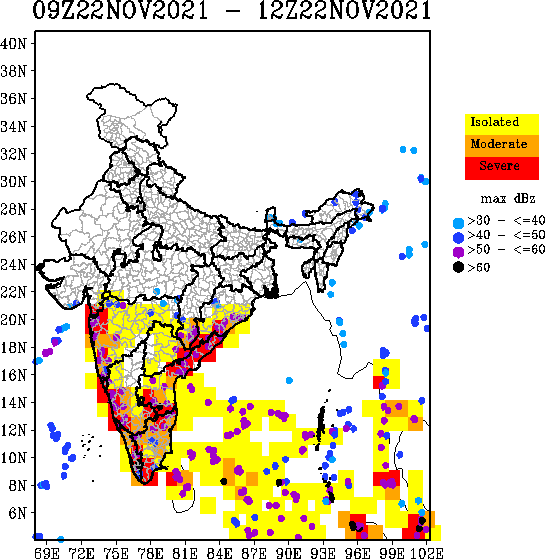 09Z22NOV2021 - 12Z22NOV2021
40N
38N
36N
34N
32N
30N
28N
26N
24N
22N
20N
18N
16N
14N
12N
10N
8N
6N
69E 72E 75E 78E 81E 84E 87E 90E 93E 96E 99E 102E
Isolated
Moderate
Severe
max dBz
>30 - <=40
>40 - <=50
>50 - <=60
>60